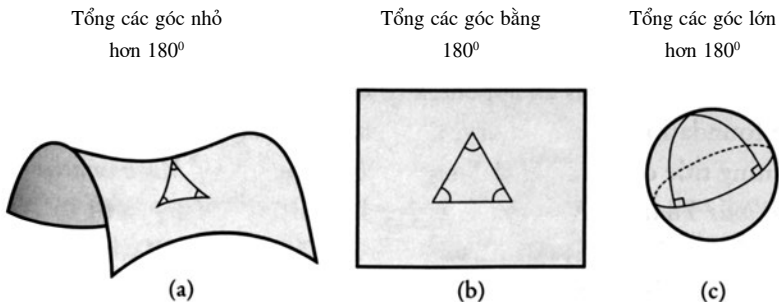 Tổng các góc nhỏ
hơn 180⁰
Tổng các góc bằng
180⁰
Tổng các góc lớn
hơn 180⁰
(a)
(b)
(c)